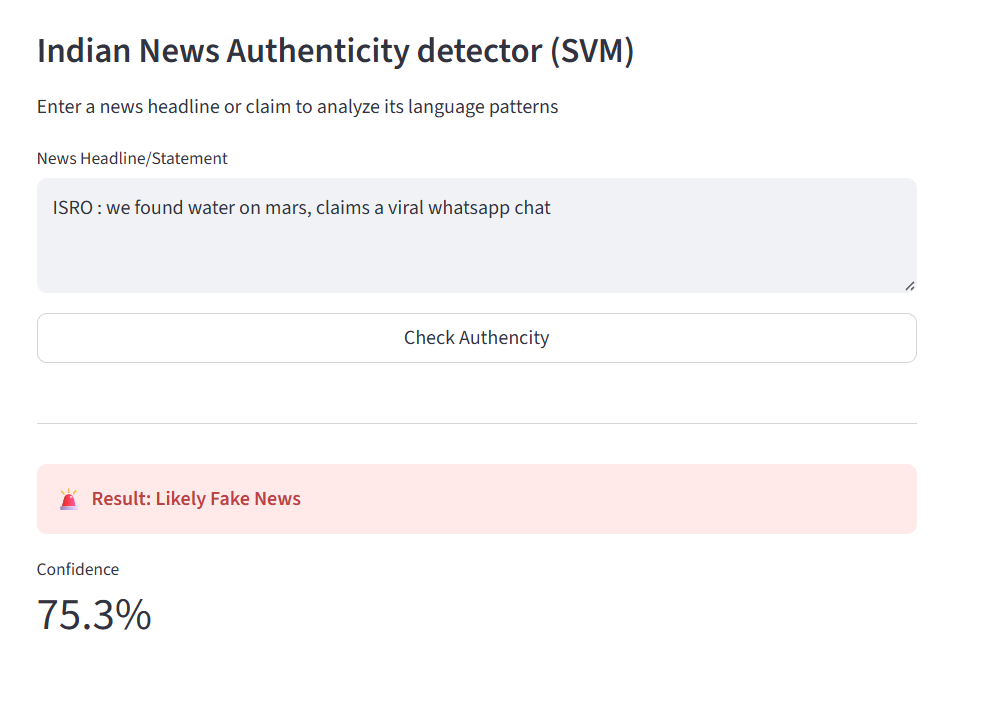 Indian News Authenticity detector (SVM)
Enter a news headline or claim to analyze its language patterns
News Headline/Statement
ISRO : we found water on mars, claims a viral whatsapp chat
Check Authencity
🚨 Result: Likely Fake News
Confidence
75.3%